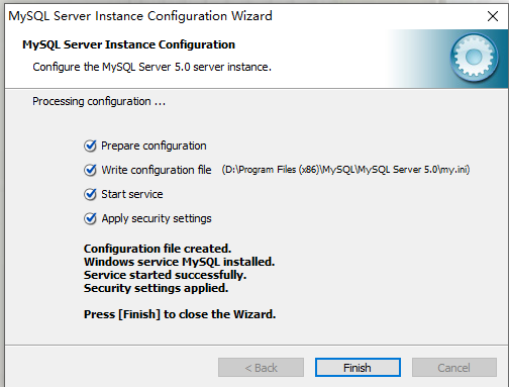 MySQL Server Instance Configuration Wizard
MySQL Server Instance Configuration
Configure the MySQL Server 5.0 server instance.
Processing configuration ...
Prepare configuration
Write configuration file (D:\Program Files (x86)\MySQL\MySQL Server 5.0\my.ini)
Start service
Apply security settings
Configuration file created.
Windows service MySQL installed.
Service started successfully.
Security settings applied.
Press [Finish] to close the Wizard.
< Back Finish Cancel